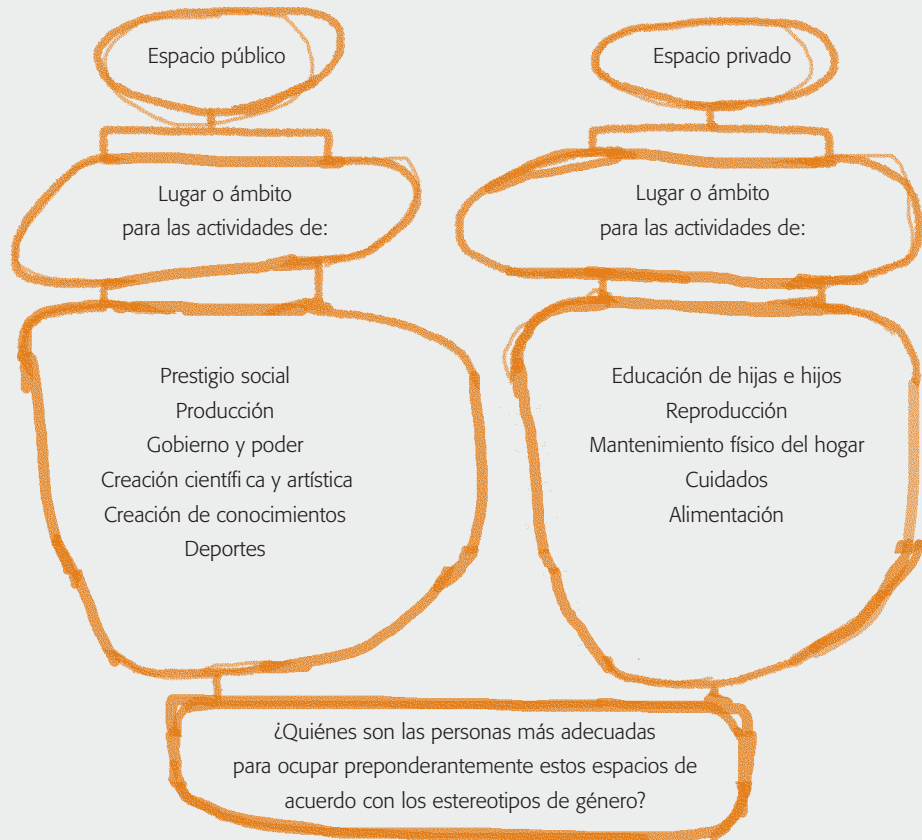 Espacio público
Lugar o ámbito
para las actividades de:
Prestigio social
Producción
Gobierno y poder
Creación científi ca y artística
Creación de conocimientos
Deportes
Espacio privado
Lugar o ámbito
para las actividades de:
Educación de hijas e hijos
Reproducción
Mantenimiento físico del hogar
Cuidados
Alimentación
¿Quiénes son las personas más adecuadas
para ocupar preponderantemente estos espacios de
acuerdo con los estereotipos de género?